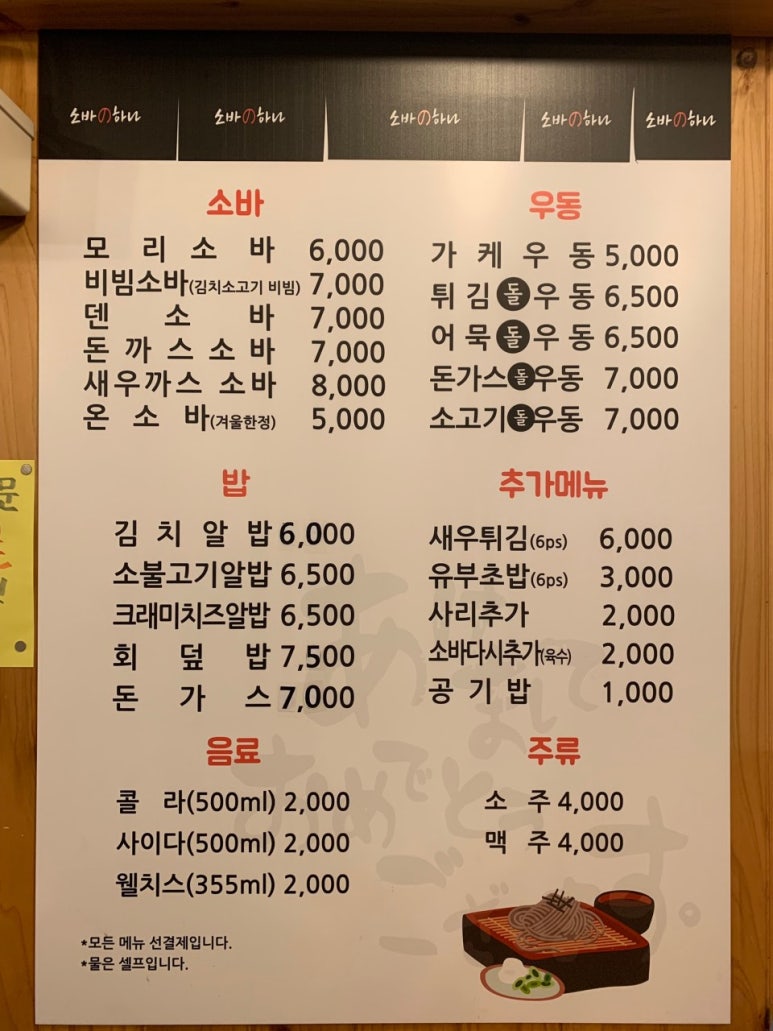 소바の하나 소바の하나 소바の하나 소바の하나 소바の하나
소바
모리소바 6,000
비빔소바(김치소고기 비빔) 7,000
덴소바 7,000
돈까스소바 7,000
새우까스 소바 8,000
온소바(겨울한정) 5,000
우동
가케우동 5,000
튀김돌우동 6,500
어묵돌우동 6,500
돈가스돌우동 7,000
소고기돌우동 7,000
밥
김치알밥 6,000
소불고기알밥 6,500
크래미치즈알밥 6,500
회덮밥 7,500
돈가스 7,000
추가메뉴
새우튀김(6ps) 6,000
유부초밥(6ps) 3,000
사리추가 2,000
소바다시추가(육수) 2,000
공기밥 1,000
음료
콜라(500ml) 2,000
사이다(500ml) 2,000
웰치스(355ml) 2,000
주류
소주 4,000
맥주 4,000
*모든 메뉴 선결제입니다.
*물은 셀프입니다.